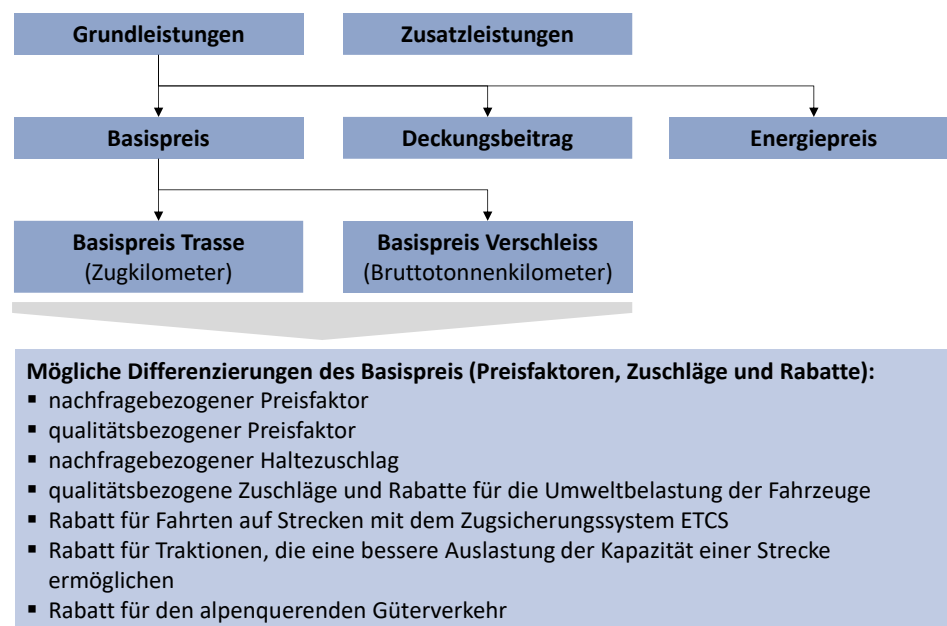 Grundleistungen
Zusatzleistungen
Basispreis
Deckungsbeitrag
Energiepreis
Basispreis Trasse
(Zugkilometer)
Basispreis Verschleiss
(Bruttotonnenkilometer)
Mögliche Differenzierungen des Basispreis (Preisfaktoren, Zuschläge und Rabatte):
▪ nachfragebezogener Preisfaktor
▪ qualitätsbezogener Preisfaktor
▪ nachfragebezogener Haltezuschlag
▪ qualitätsbezogene Zuschläge und Rabatte für die Umweltbelastung der Fahrzeuge
▪ Rabatt für Fahrten auf Strecken mit dem Zugsicherungssystem ETCS
▪ Rabatt für Traktionen, die eine bessere Auslastung der Kapazität einer Strecke
ermöglichen
▪ Rabatt für den alpenquerenden Güterverkehr